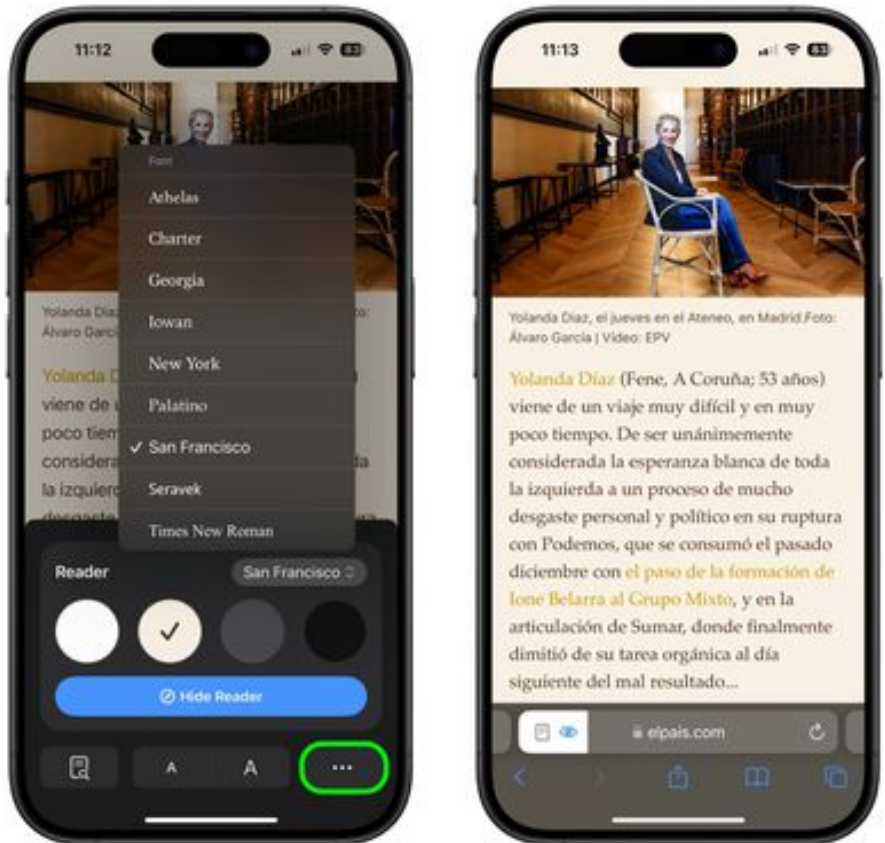 11:12
83
Font
Athelas
Charter
Georgia
Iowan
New York
Palatino
San Francisco
Seravek
Times New Roman
Yolanda
Álvaro Garcí
Yolanda D
viene de
poco tiem
considera
la izquierd
desgaste
Reader
San Francisco
Hide Reader
A
A
11:13
83
Yolanda Díaz, el jueves en el Ateneo, en Madrid.Foto:
Álvaro García | Vídeo: EPV
Yolanda Díaz (Fene, A Coruña; 53 años)
viene de un viaje muy difícil y en muy
poco tiempo. De ser unánimemente
considerada la esperanza blanca de toda
la izquierda a un proceso de mucho
desgaste personal y político en su ruptura
con Podemos, que se consumó el pasado
diciembre con el paso de la formación de
Ione Belarra al Grupo Mixto, y en la
articulación de Sumar, donde finalmente
dimitió de su tarea orgánica al día
siguiente del mal resultado...
elpais.com